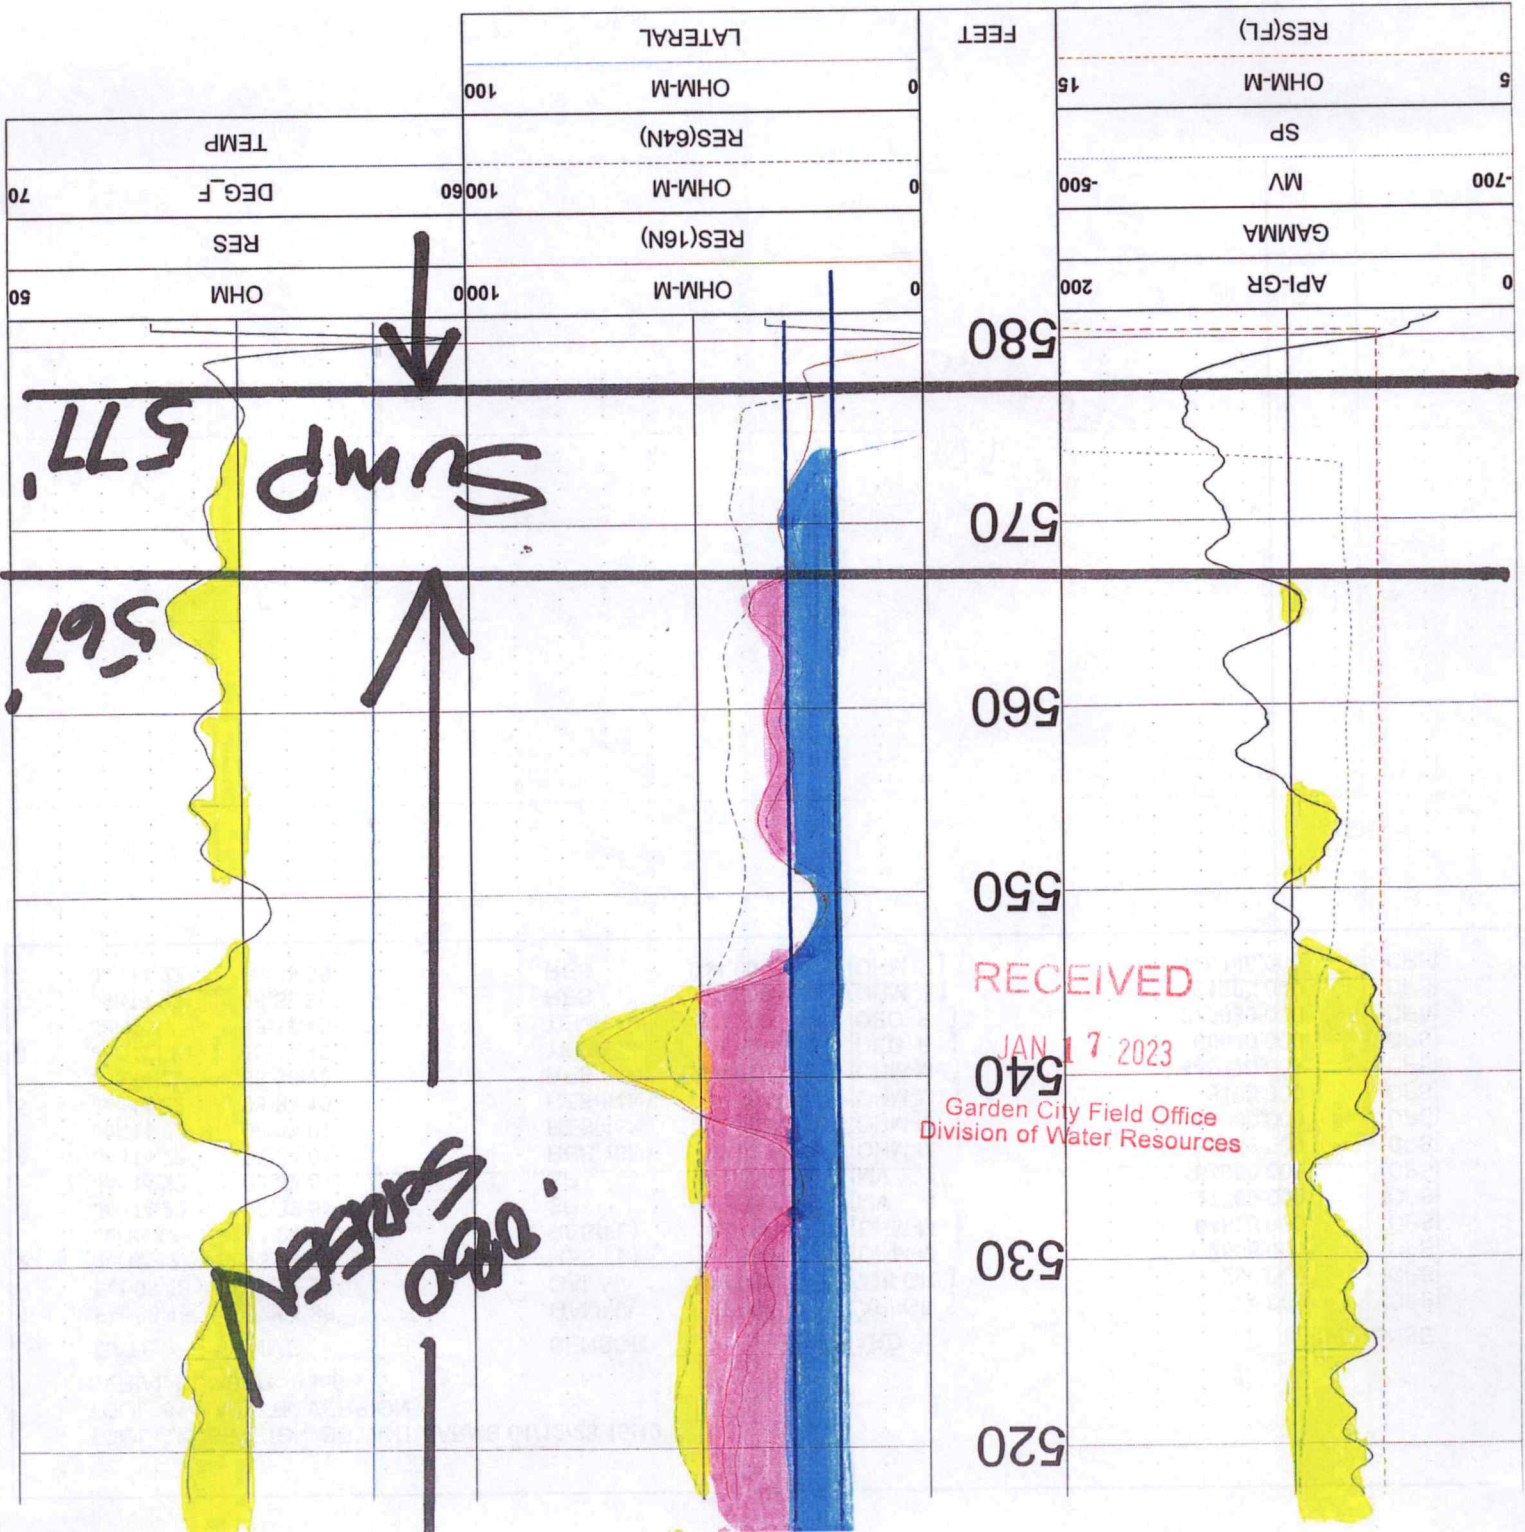 520
530
.080
SCREEN
540
RECEIVED
JAN 17 2023
Garden City Field Office
Division of Water Resources
550
560
567'
570
SUMP
577'
580
0 API-GR 200 0 OHM-M 100 0 OHM 50
GAMMA RES(16N) RES
-700 MV -500 0 OHM-M 100 60 DEG_F 70
SP RES(64N) TEMP
5 OHM-M 15 0 OHM-M 100
RES(FL) FEET LATERAL